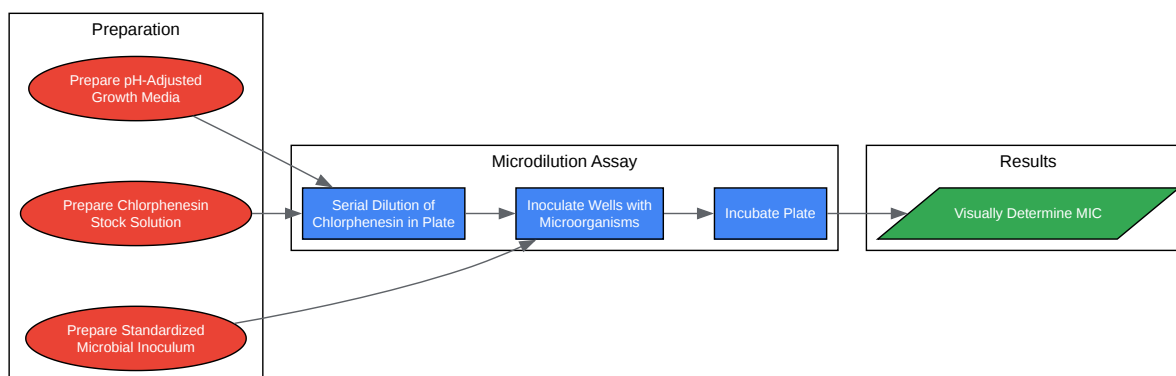 Preparation
Prepare pH-Adjusted
Growth Media
Prepare Chlorphenesin
Stock Solution
Prepare Standardized
Microbial Inoculum
Microdilution Assay
Serial Dilution of
Chlorphenesin in Plate
Inoculate Wells with
Microorganisms
Incubate Plate
Results
Visually Determine MIC